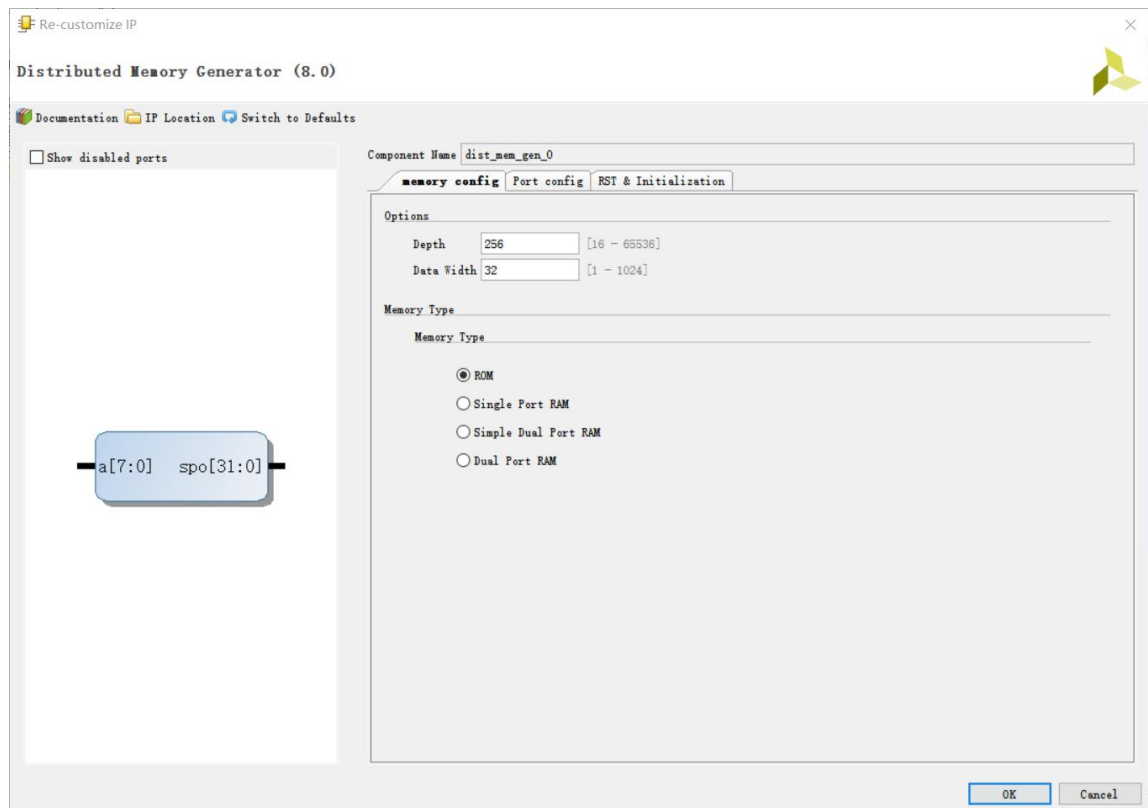 Re-customize IP
Distributed Memory Generator (8.0)
Documentation IP Location Switch to Defaults
Show disabled ports
Component Name dist_mem_gen_0
memory config Port config RST & Initialization
Options
Depth 256 [16 - 65536]
Data Width 32 [1 - 1024]
Memory Type
Memory Type
ROM
Single Port RAM
Simple Dual Port RAM
Dual Port RAM
a[7:0] spo[31:0]
OK Cancel